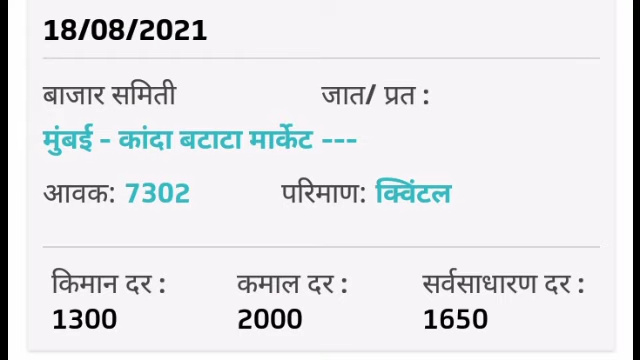 18/08/2021
बाजार समिती जात/ प्रत :
मुंबई - कांदा बटाटा मार्केट ---
आवक: 7302 परिमाण: क्विंटल
किमान दर : कमाल दर : सर्वसाधारण दर :
1300 2000 1650